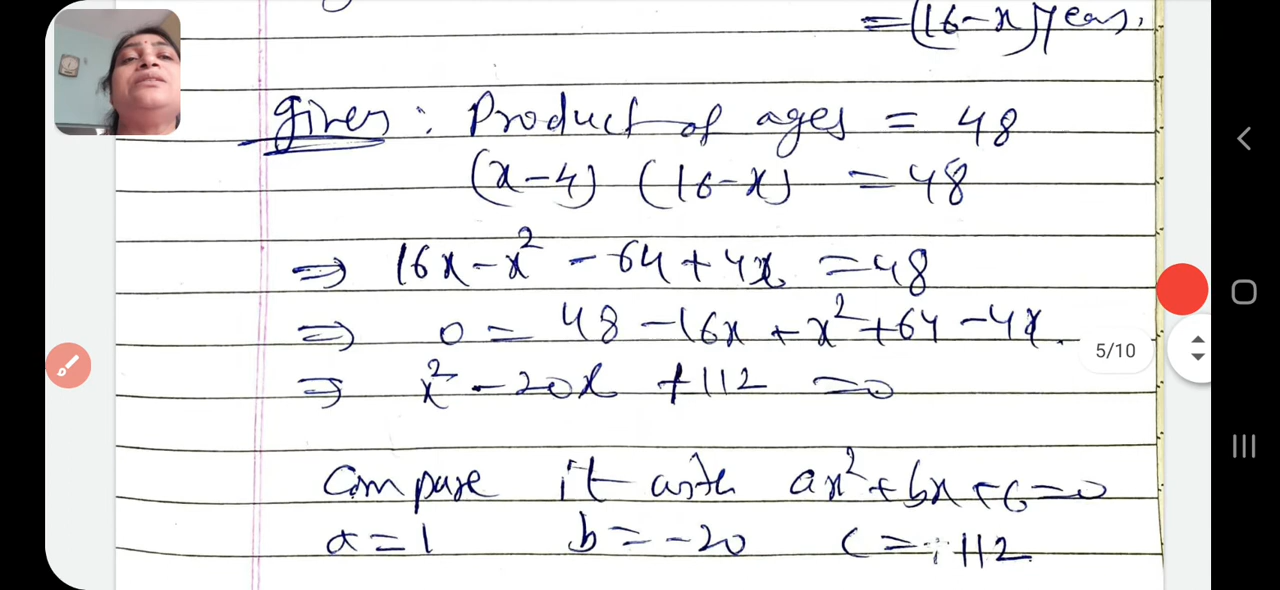 =(16-x)years.
Given: Product of ages = 48
(x-4) (16-x) = 48
⇒ 16x - x² - 64 + 4x = 48
⇒ 0 = 48 - 16x + x² + 64 - 4x.
5/10
⇒ x² - 20x + 112 = 0
Compare it with ax² + bx + c = 0
a = 1 b = -20 c = +112